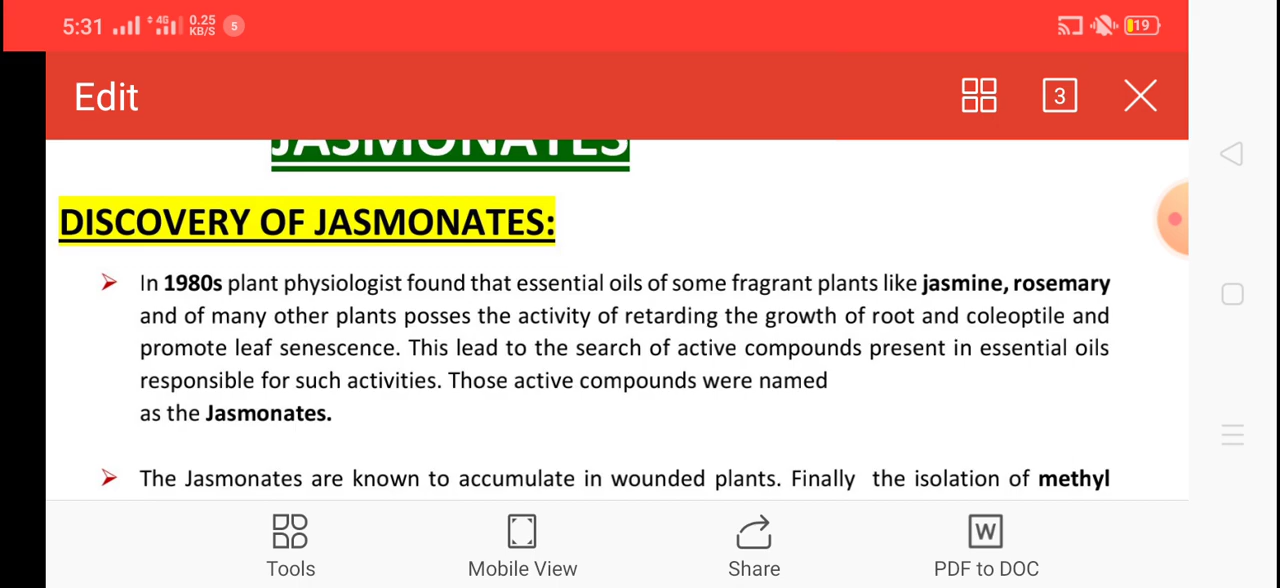 5:31 4G 0.25 KB/S 5 19
Edit 3
JASMONATES
DISCOVERY OF JASMONATES:
In 1980s plant physiologist found that essential oils of some fragrant plants like jasmine, rosemary
and of many other plants posses the activity of retarding the growth of root and coleoptile and
promote leaf senescence. This lead to the search of active compounds present in essential oils
responsible for such activities. Those active compounds were named
as the Jasmonates.
The Jasmonates are known to accumulate in wounded plants. Finally the isolation of methyl
Tools Mobile View Share W PDF to DOC